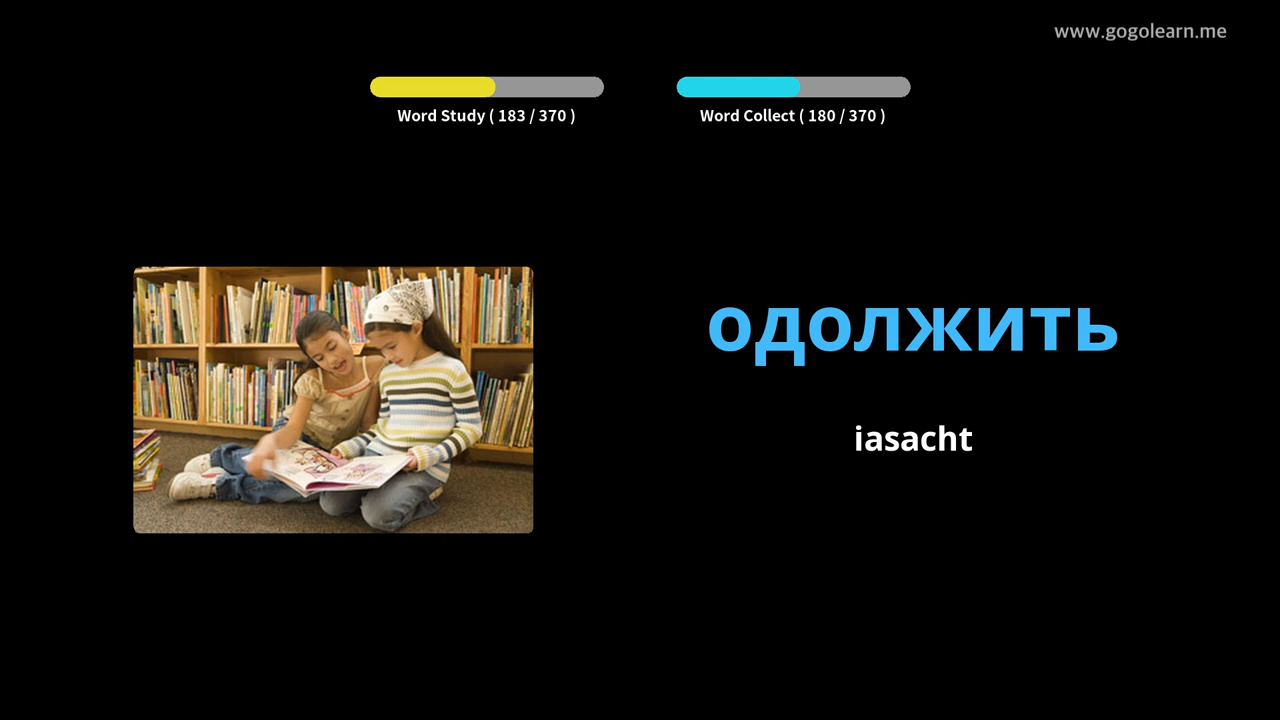 www.gogolearn.me
Word Study ( 183 / 370 )
Word Collect ( 180 / 370 )
одолжить
iasacht